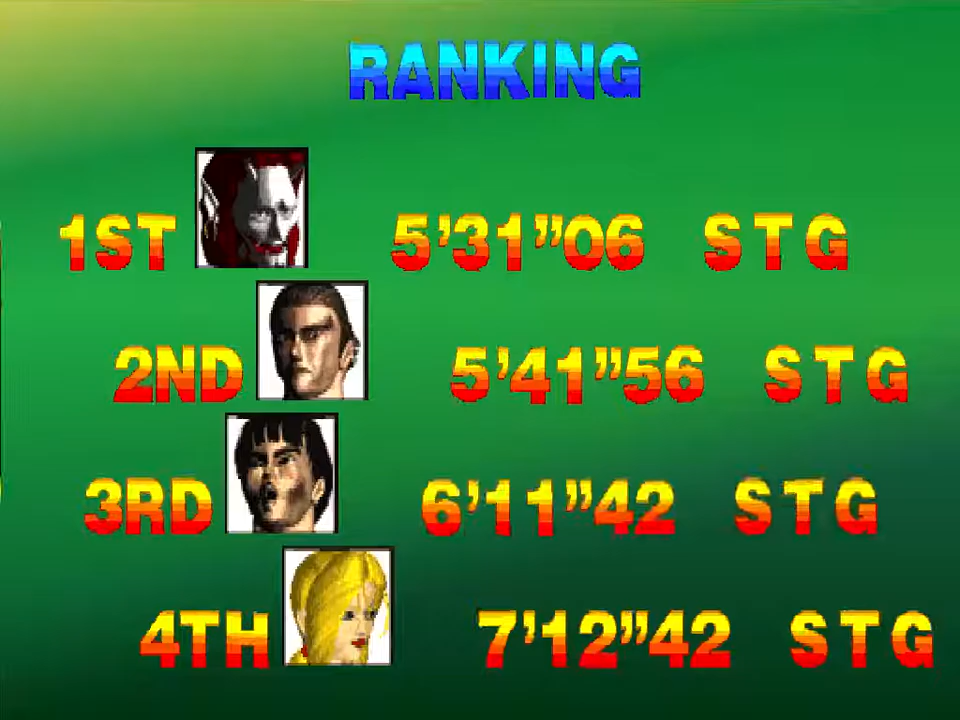 RANKING
1ST 5'31"06 STG
2ND 5'41"56 STG
3RD 6'11"42 STG
4TH 7'12"42 STG